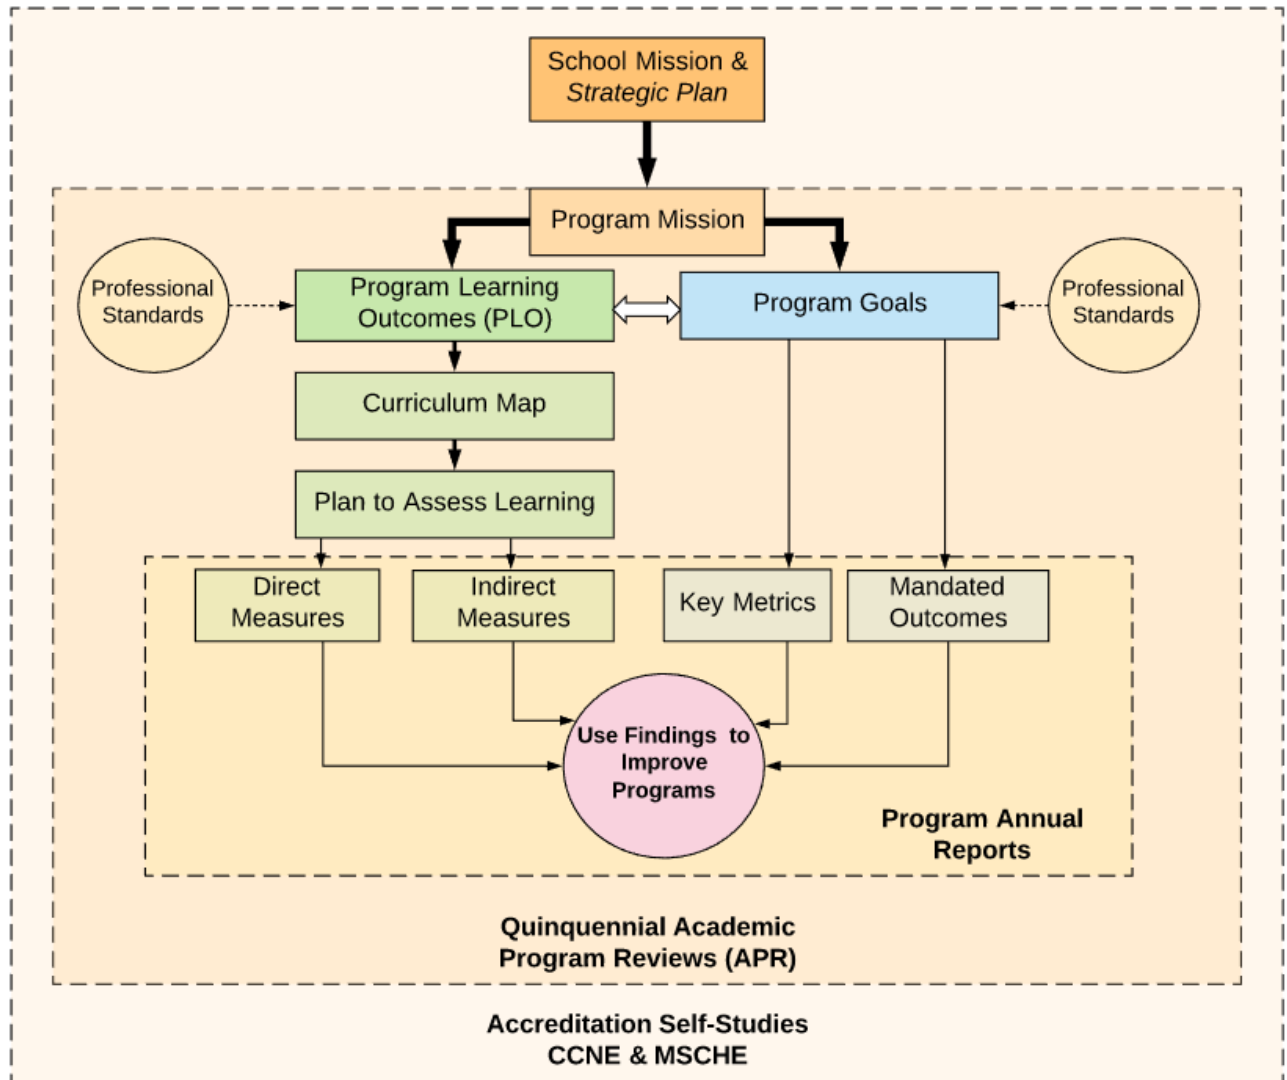 School Mission &
Strategic Plan
Program Mission
Professional
Standards
Program Learning
Outcomes (PLO)
Program Goals
Professional
Standards
Curriculum Map
Plan to Assess Learning
Direct
Measures
Indirect
Measures
Key Metrics
Mandated
Outcomes
Use Findings to
Improve
Programs
Program Annual
Reports
Quinquennial Academic
Program Reviews (APR)
Accreditation Self-Studies
CCNE & MSCHE